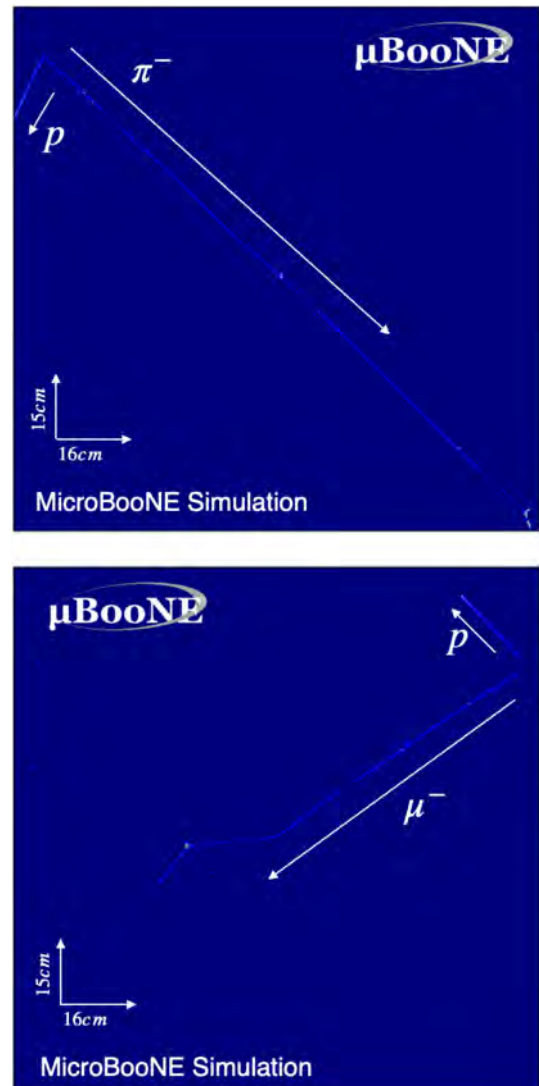 µBooNE
π⁻
p
15cm
16cm
MicroBooNE Simulation
µBooNE
p
μ⁻
15cm
16cm
MicroBooNE Simulation